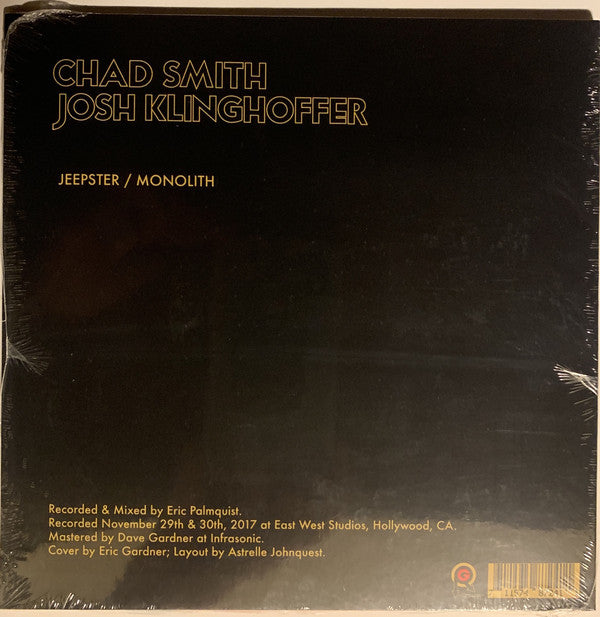 CHAD SMITH
JOSH KLINGHOFFER
JEEPSTER / MONOLITH
Recorded & Mixed by Eric Palmquist.
Recorded November 29th & 30th, 2017 at East West Studios, Hollywood, CA.
Mastered by Dave Gardner at Infrasonic.
Cover by Eric Gardner; Layout by Astrelle Johnquest.
G